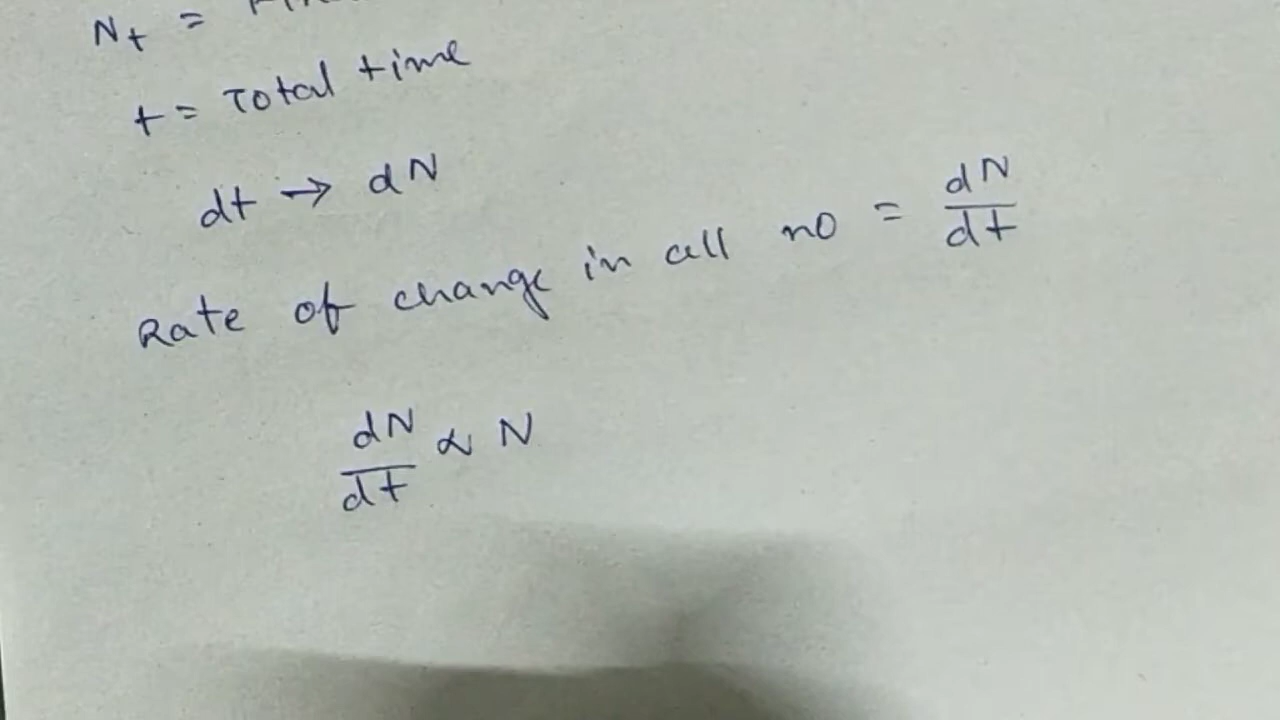 Nt =
t = Total time
dt → dN
Rate of change in cell no = dN/dt
dN/dt ∝ N